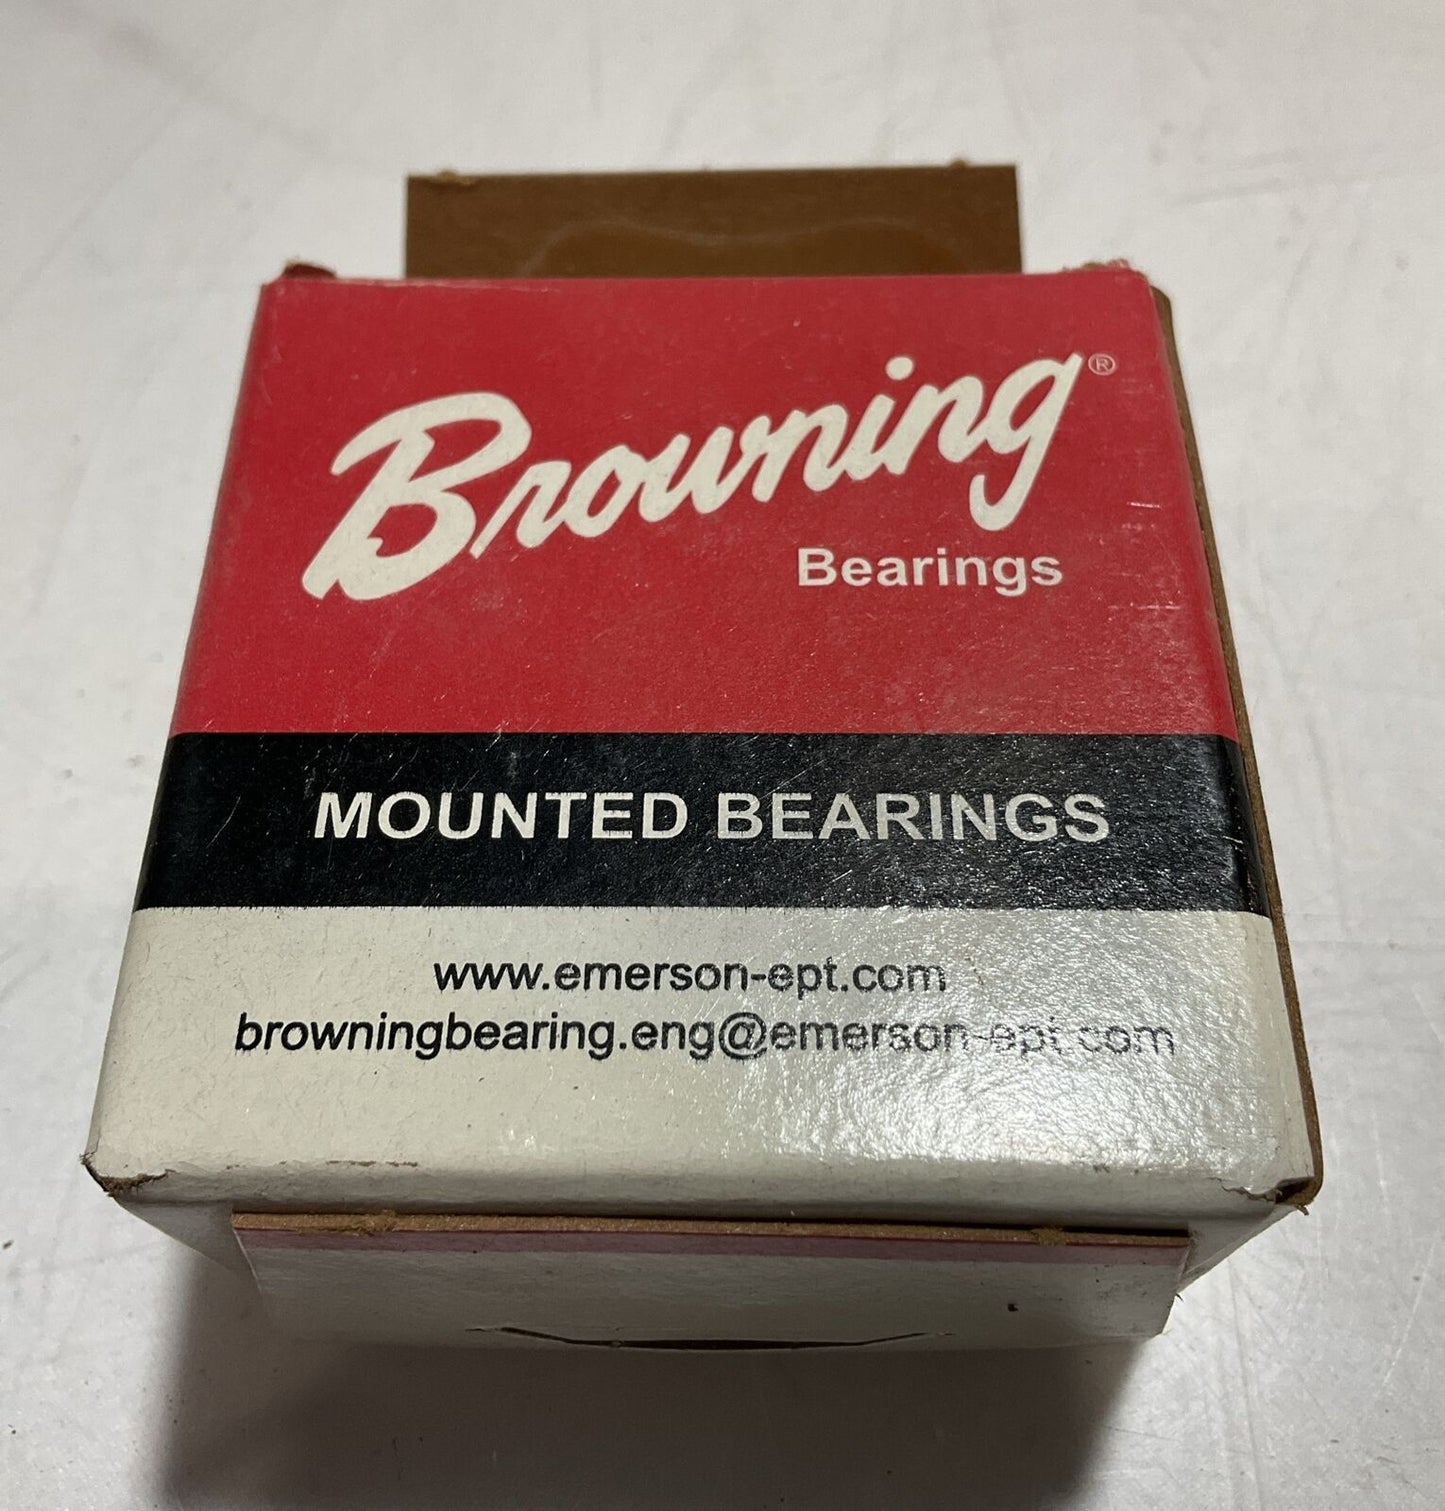 Browning®
Bearings
MOUNTED BEARINGS
www.emerson-ept.com
browningbearing.eng@emerson-ept.com